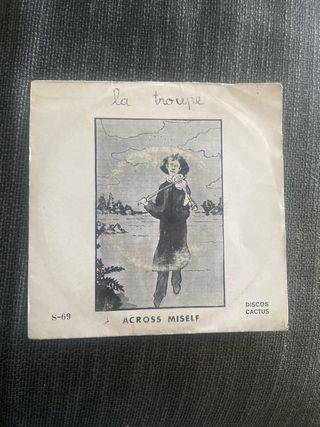 la troupe
S-69
ACROSS MISELF
DISCOS
CACTUS